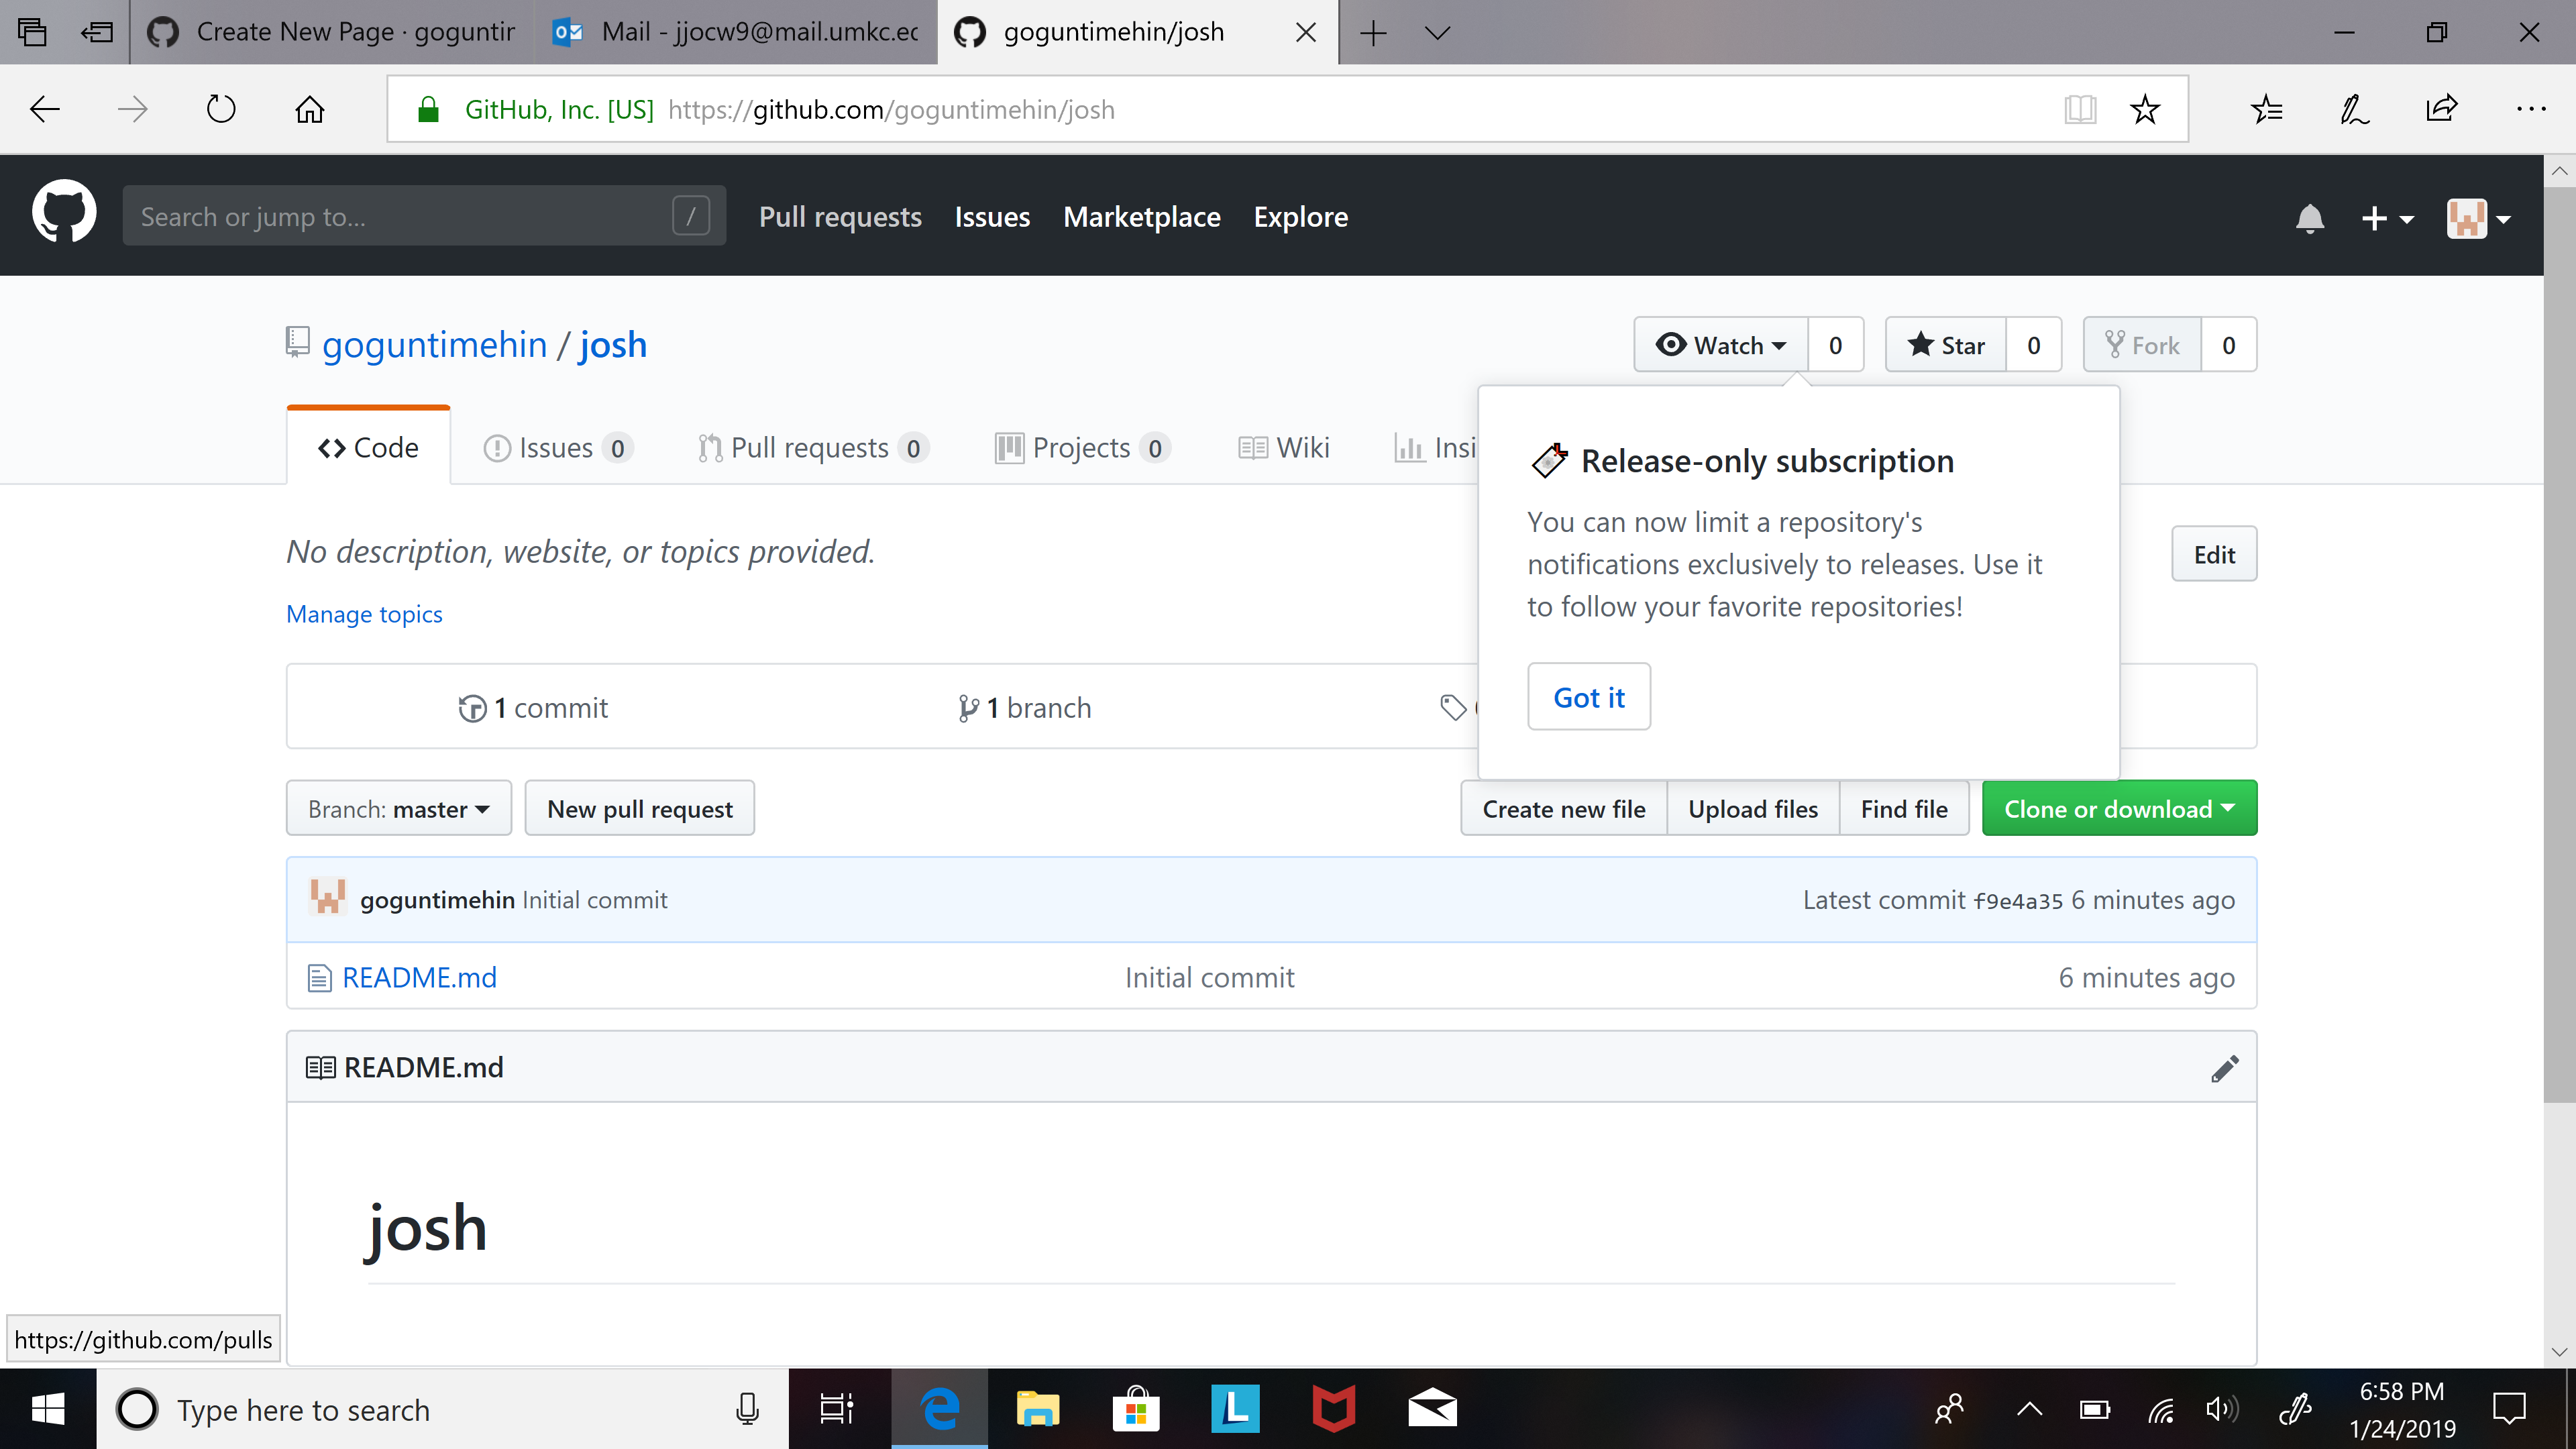 Create New Page · goguntir
Mail - jjocw9@mail.umkc.ec
goguntimehin/josh
GitHub, Inc. [US] https://github.com/goguntimehin/josh
Search or jump to... /
Pull requests Issues Marketplace Explore
goguntimehin / josh
Watch 0 Star 0 Fork 0
Code Issues 0 Pull requests 0 Projects 0 Wiki Insi
Release-only subscription
You can now limit a repository's
notifications exclusively to releases. Use it
to follow your favorite repositories!
Got it
No description, website, or topics provided.
Edit
Manage topics
1 commit 1 branch
Branch: master New pull request Create new file Upload files Find file Clone or download
goguntimehin Initial commit Latest commit f9e4a35 6 minutes ago
README.md Initial commit 6 minutes ago
README.md
josh
https://github.com/pulls
Type here to search
6:58 PM
1/24/2019